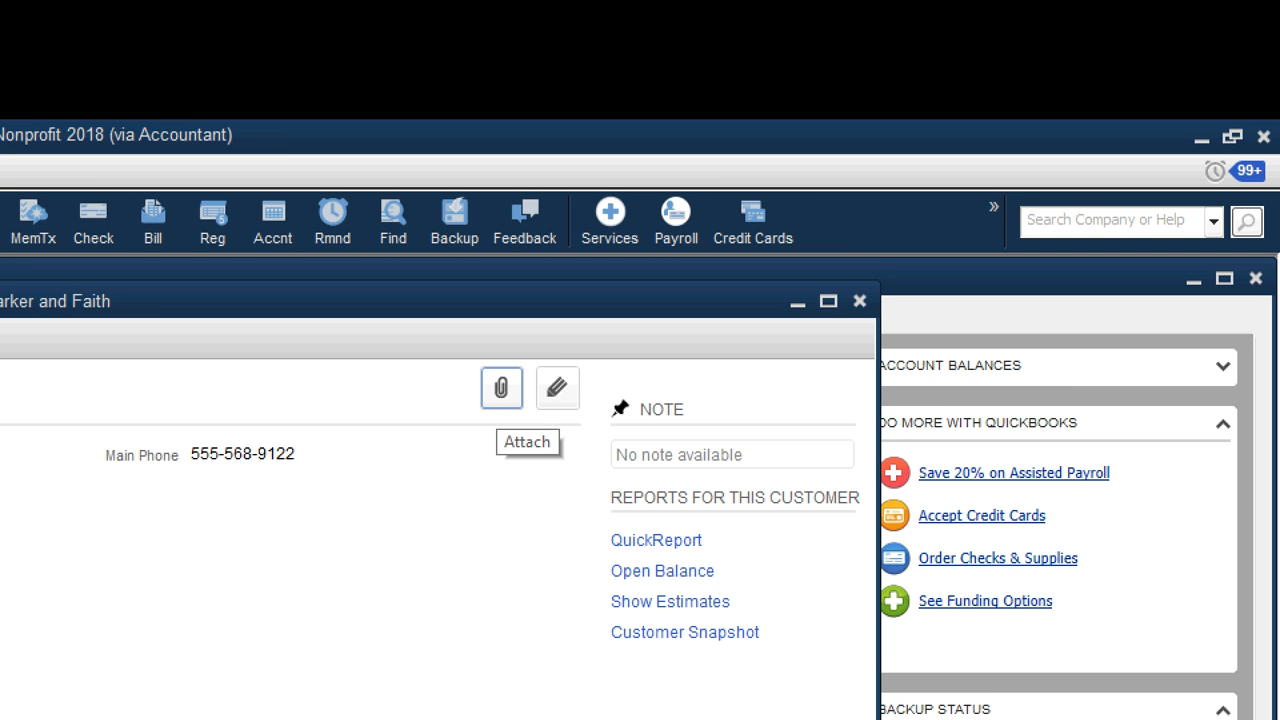 Nonprofit 2018 (via Accountant)
99+
MemTx Check Bill Reg Accnt Rmnd Find Backup Feedback Services Payroll Credit Cards » Search Company or Help
arker and Faith
ACCOUNT BALANCES
NOTE
DO MORE WITH QUICKBOOKS
Attach
Main Phone 555-568-9122
No note available
Save 20% on Assisted Payroll
REPORTS FOR THIS CUSTOMER
Accept Credit Cards
QuickReport
Order Checks & Supplies
Open Balance
Show Estimates
See Funding Options
Customer Snapshot
BACKUP STATUS